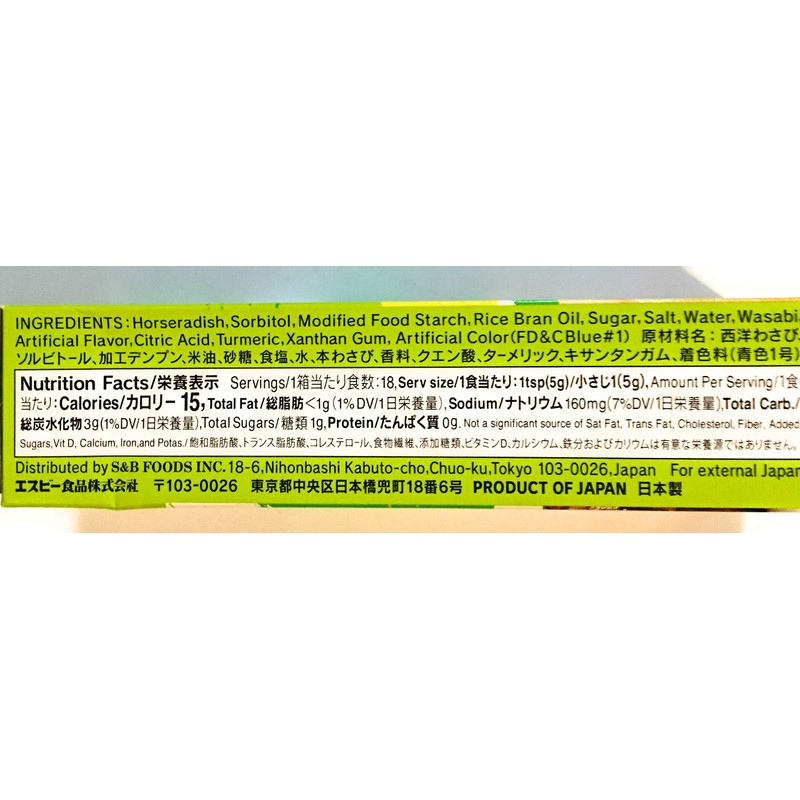 INGREDIENTS:Horseradish,Sorbitol,Modified Food Starch,Rice Bran Oil,Sugar,Salt,Water,Wasabi,
Artificial Flavor,Citric Acid,Turmeric,Xanthan Gum, Artificial Color(FD&CBlue#1) 原材料名：西洋わさび、
ソルビトール、加工デンプン、米油、砂糖、食塩、水、本わさび、香料、クエン酸、ターメリック、キサンタンガム、着色料(青色1号)
Nutrition Facts/栄養表示 Servings/1箱当たり食数:18,Serv size/1食当たり:1tsp(5g)/小さじ1(5g), Amount Per Serving/1食
当たり:Calories/カロリー 15, Total Fat/総脂肪<1g(1%DV/1日栄養量),Sodium/ナトリウム160mg(7%DV/1日栄養量),Total Carb./
総炭水化物3g(1%DV/1日栄養量),Total Sugars/糖類1g,Protein/たんぱく質0g. Not a significant source of Sat Fat, Trans Fat, Cholesterol, Fiber, Added
Sugars,Vit D, Calcium, Iron,and Potas./飽和脂肪酸、トランス脂肪酸、コレステロール、食物繊維、添加糖類、ビタミンD、カルシウム、鉄分およびカリウムは有意な栄養源ではありません。
Distributed by S&B FOODS INC. 18-6,Nihonbashi Kabuto-cho,Chuo-ku,Tokyo 103-0026,Japan For external Japan
エスビー食品株式会社 〒103-0026 東京都中央区日本橋兜町18番6号 PRODUCT OF JAPAN 日本製